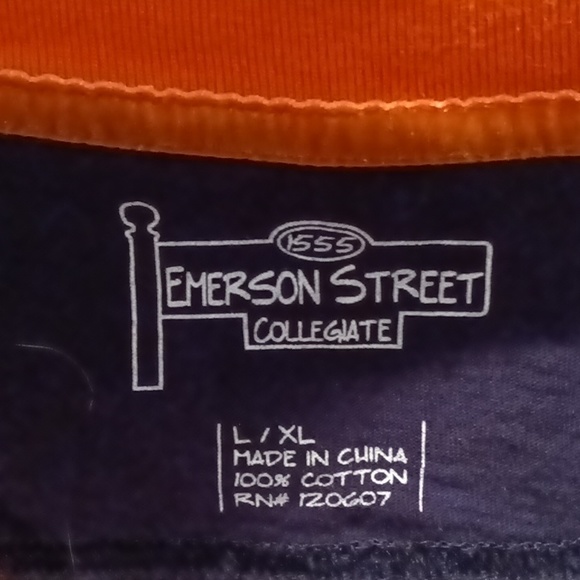 1555
EMERSON STREET
COLLEGIATE
L / XL
MADE IN CHINA
100% COTTON
RN# 120607